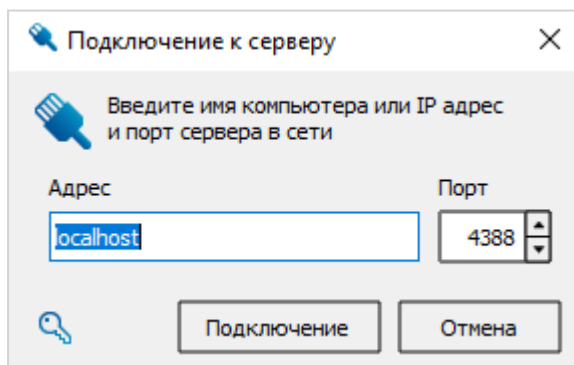 Подключение к серверу
Введите имя компьютера или IP адрес
и порт сервера в сети
Адрес
Порт
localhost
4388
Подключение
Отмена